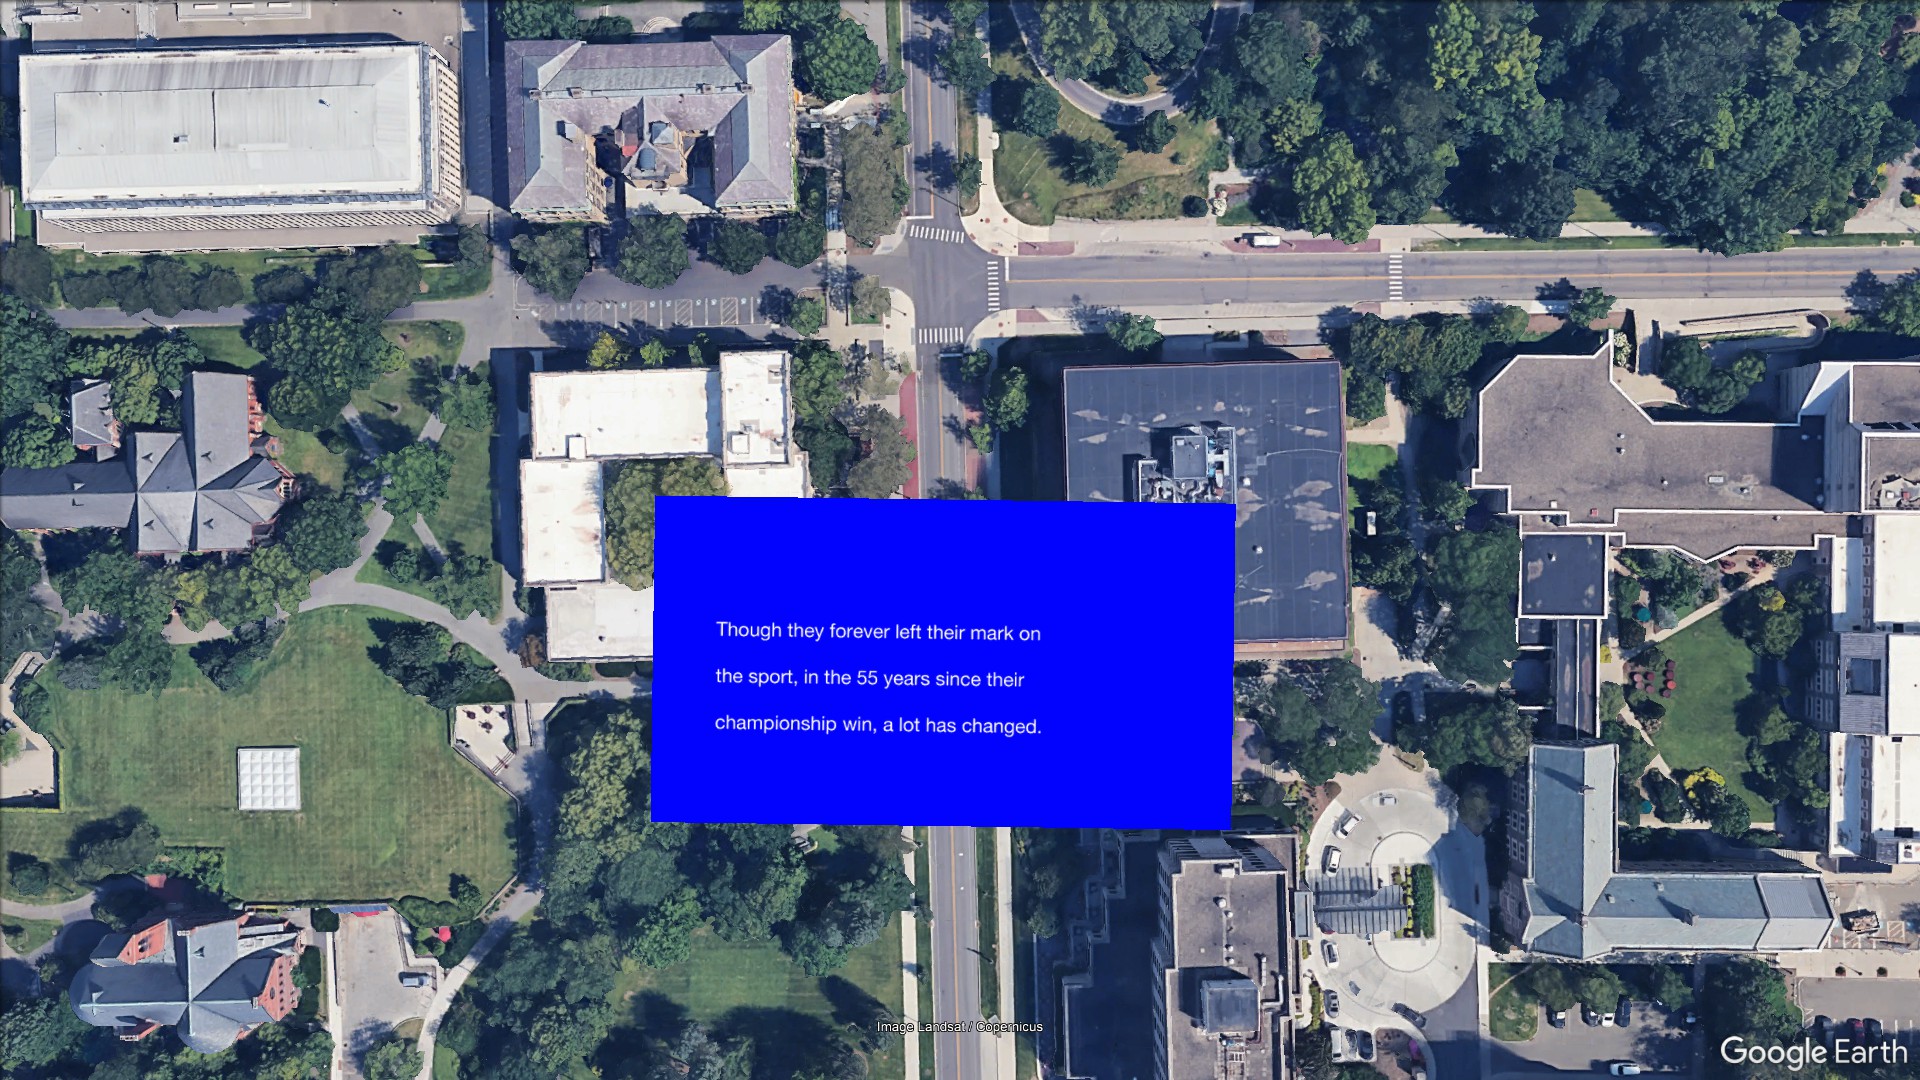 Though they forever left their mark on
the sport, in the 55 years since their
championship win, a lot has changed.
Image Landsat / Copernicus
Google Earth